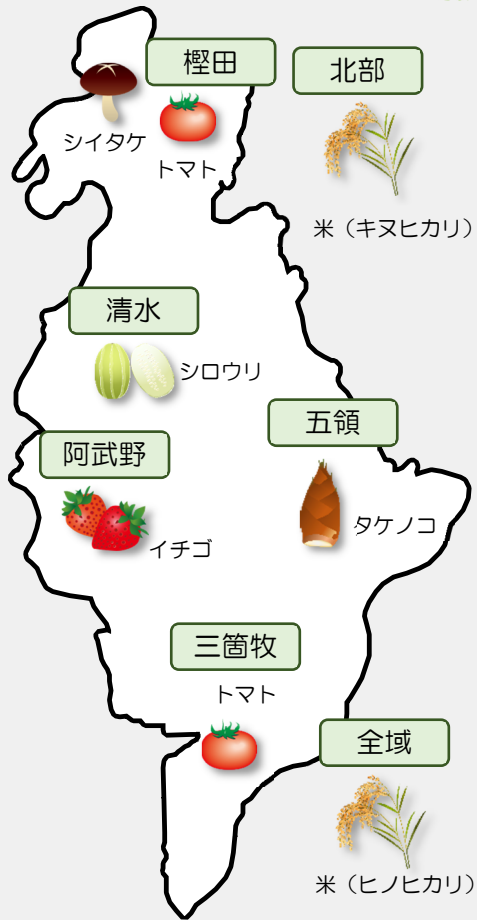 樫田
北部
シイタケ
トマト
米（キヌヒカリ）
清水
シロウリ
五領
阿武野
タケノコ
イチゴ
三箇牧
トマト
全域
米（ヒノヒカリ）